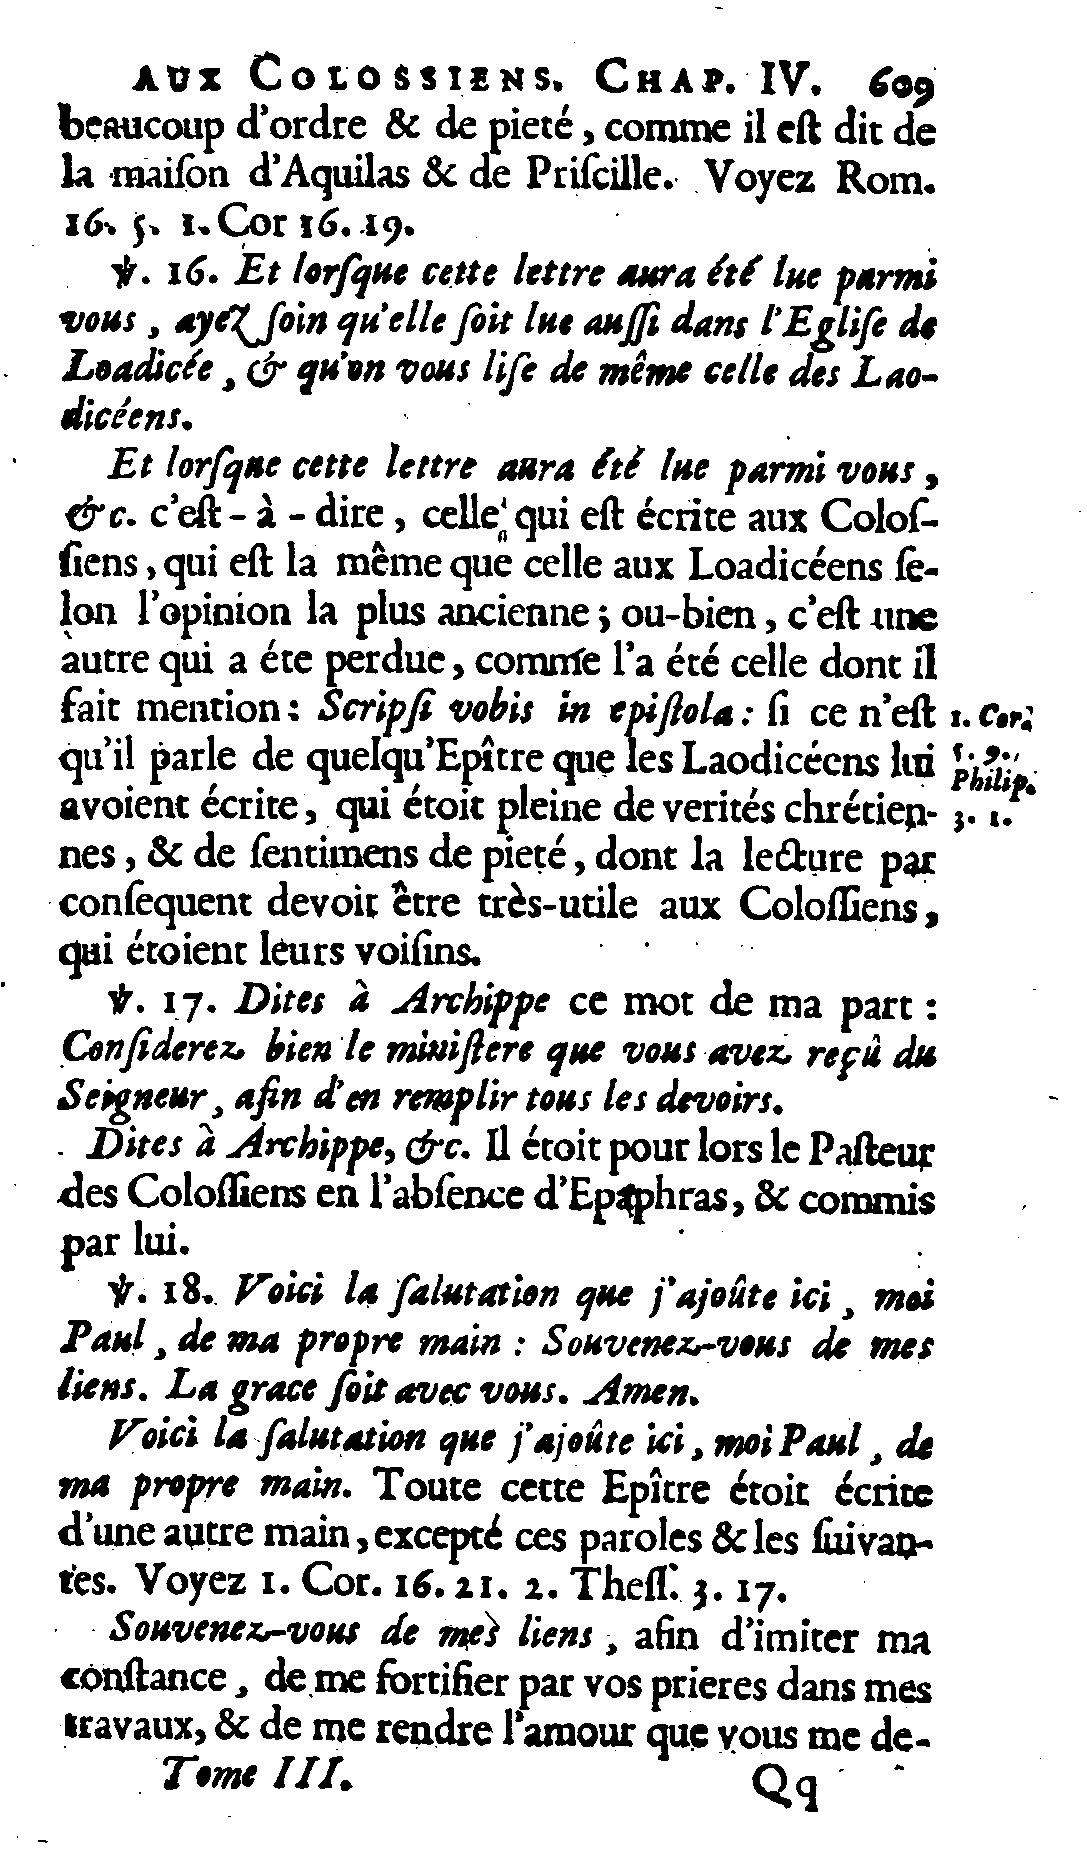 AUX COLOSSIENS. CHAP. IV. 609
beaucoup d'ordre & de pieté, comme il eſt dit de
la maiſon d'Aquilas & de Priſcille. Voyez Rom.
16. 5. 1. Cor 16. 19.
℣. 16. Et lorſque cette lettre aura été lue parmi
vous, ayez ſoin qu'elle ſoit lue auſſi dans l'Egliſe de
Loadicée, & qu'on vous liſe de même celle des Lao-
dicéens.
Et lorſque cette lettre aura été lue parmi vous,
&c. c'eſt-à-dire, celle qui eſt écrite aux Coloſ-
ſiens, qui eſt la même que celle aux Loadicéens ſe-
lon l'opinion la plus ancienne; ou-bien, c'eſt une
autre qui a éte perdue, comme l'a été celle dont il
fait mention: Scripſi vobis in epiſtola: ſi ce n'eſt
qu'il parle de quelqu'Epître que les Laodicéens lui
avoient écrite, qui étoit pleine de verités chrétien-
nes, & de ſentimens de pieté, dont la lecture par
conſequent devoit être très-utile aux Coloſſiens,
qui étoient leurs voiſins.
1. Cor.
5. 9.
Philip.
3. 1.
℣. 17. Dites à Archippe ce mot de ma part:
Conſiderez bien le miniſtere que vous avez reçû du
Seigneur, afin d'en remplir tous les devoirs.
Dites à Archippe, &c. Il étoit pour lors le Paſteur
des Coloſſiens en l'abſence d'Epaphras, & commis
par lui.
℣. 18. Voici la ſalutation que j'ajoûte ici, moi
Paul, de ma propre main: Souvenez-vous de mes
liens. La grace ſoit avec vous. Amen.
Voici la ſalutation que j'ajoûte ici, moi Paul, de
ma propre main. Toute cette Epître étoit écrite
d'une autre main, excepté ces paroles & les ſuivan-
tes. Voyez 1. Cor. 16. 21. 2. Theſſ. 3. 17.
Souvenez-vous de mes liens, afin d'imiter ma
conſtance, de me fortifier par vos prieres dans mes
travaux, & de me rendre l'amour que vous me de-
Tome III. Qq